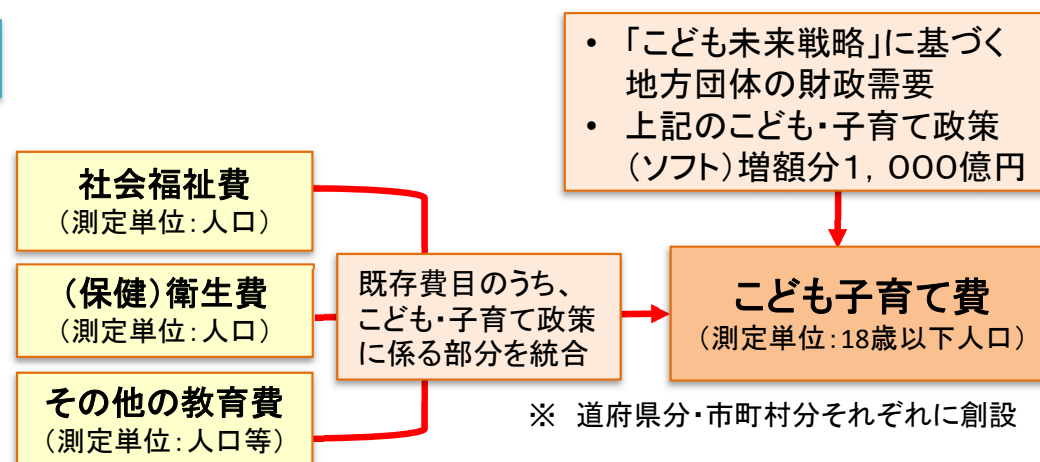 • 「こども未来戦略」に基づく
地方団体の財政需要
• 上記のこども・子育て政策
（ソフト）増額分１，０００億円
社会福祉費
（測定単位：人口）
（保健）衛生費
（測定単位：人口）
その他の教育費
（測定単位：人口等）
既存費目のうち、
こども・子育て政策
に係る部分を統合
こども子育て費
（測定単位：18歳以下人口）
※　道府県分・市町村分それぞれに創設